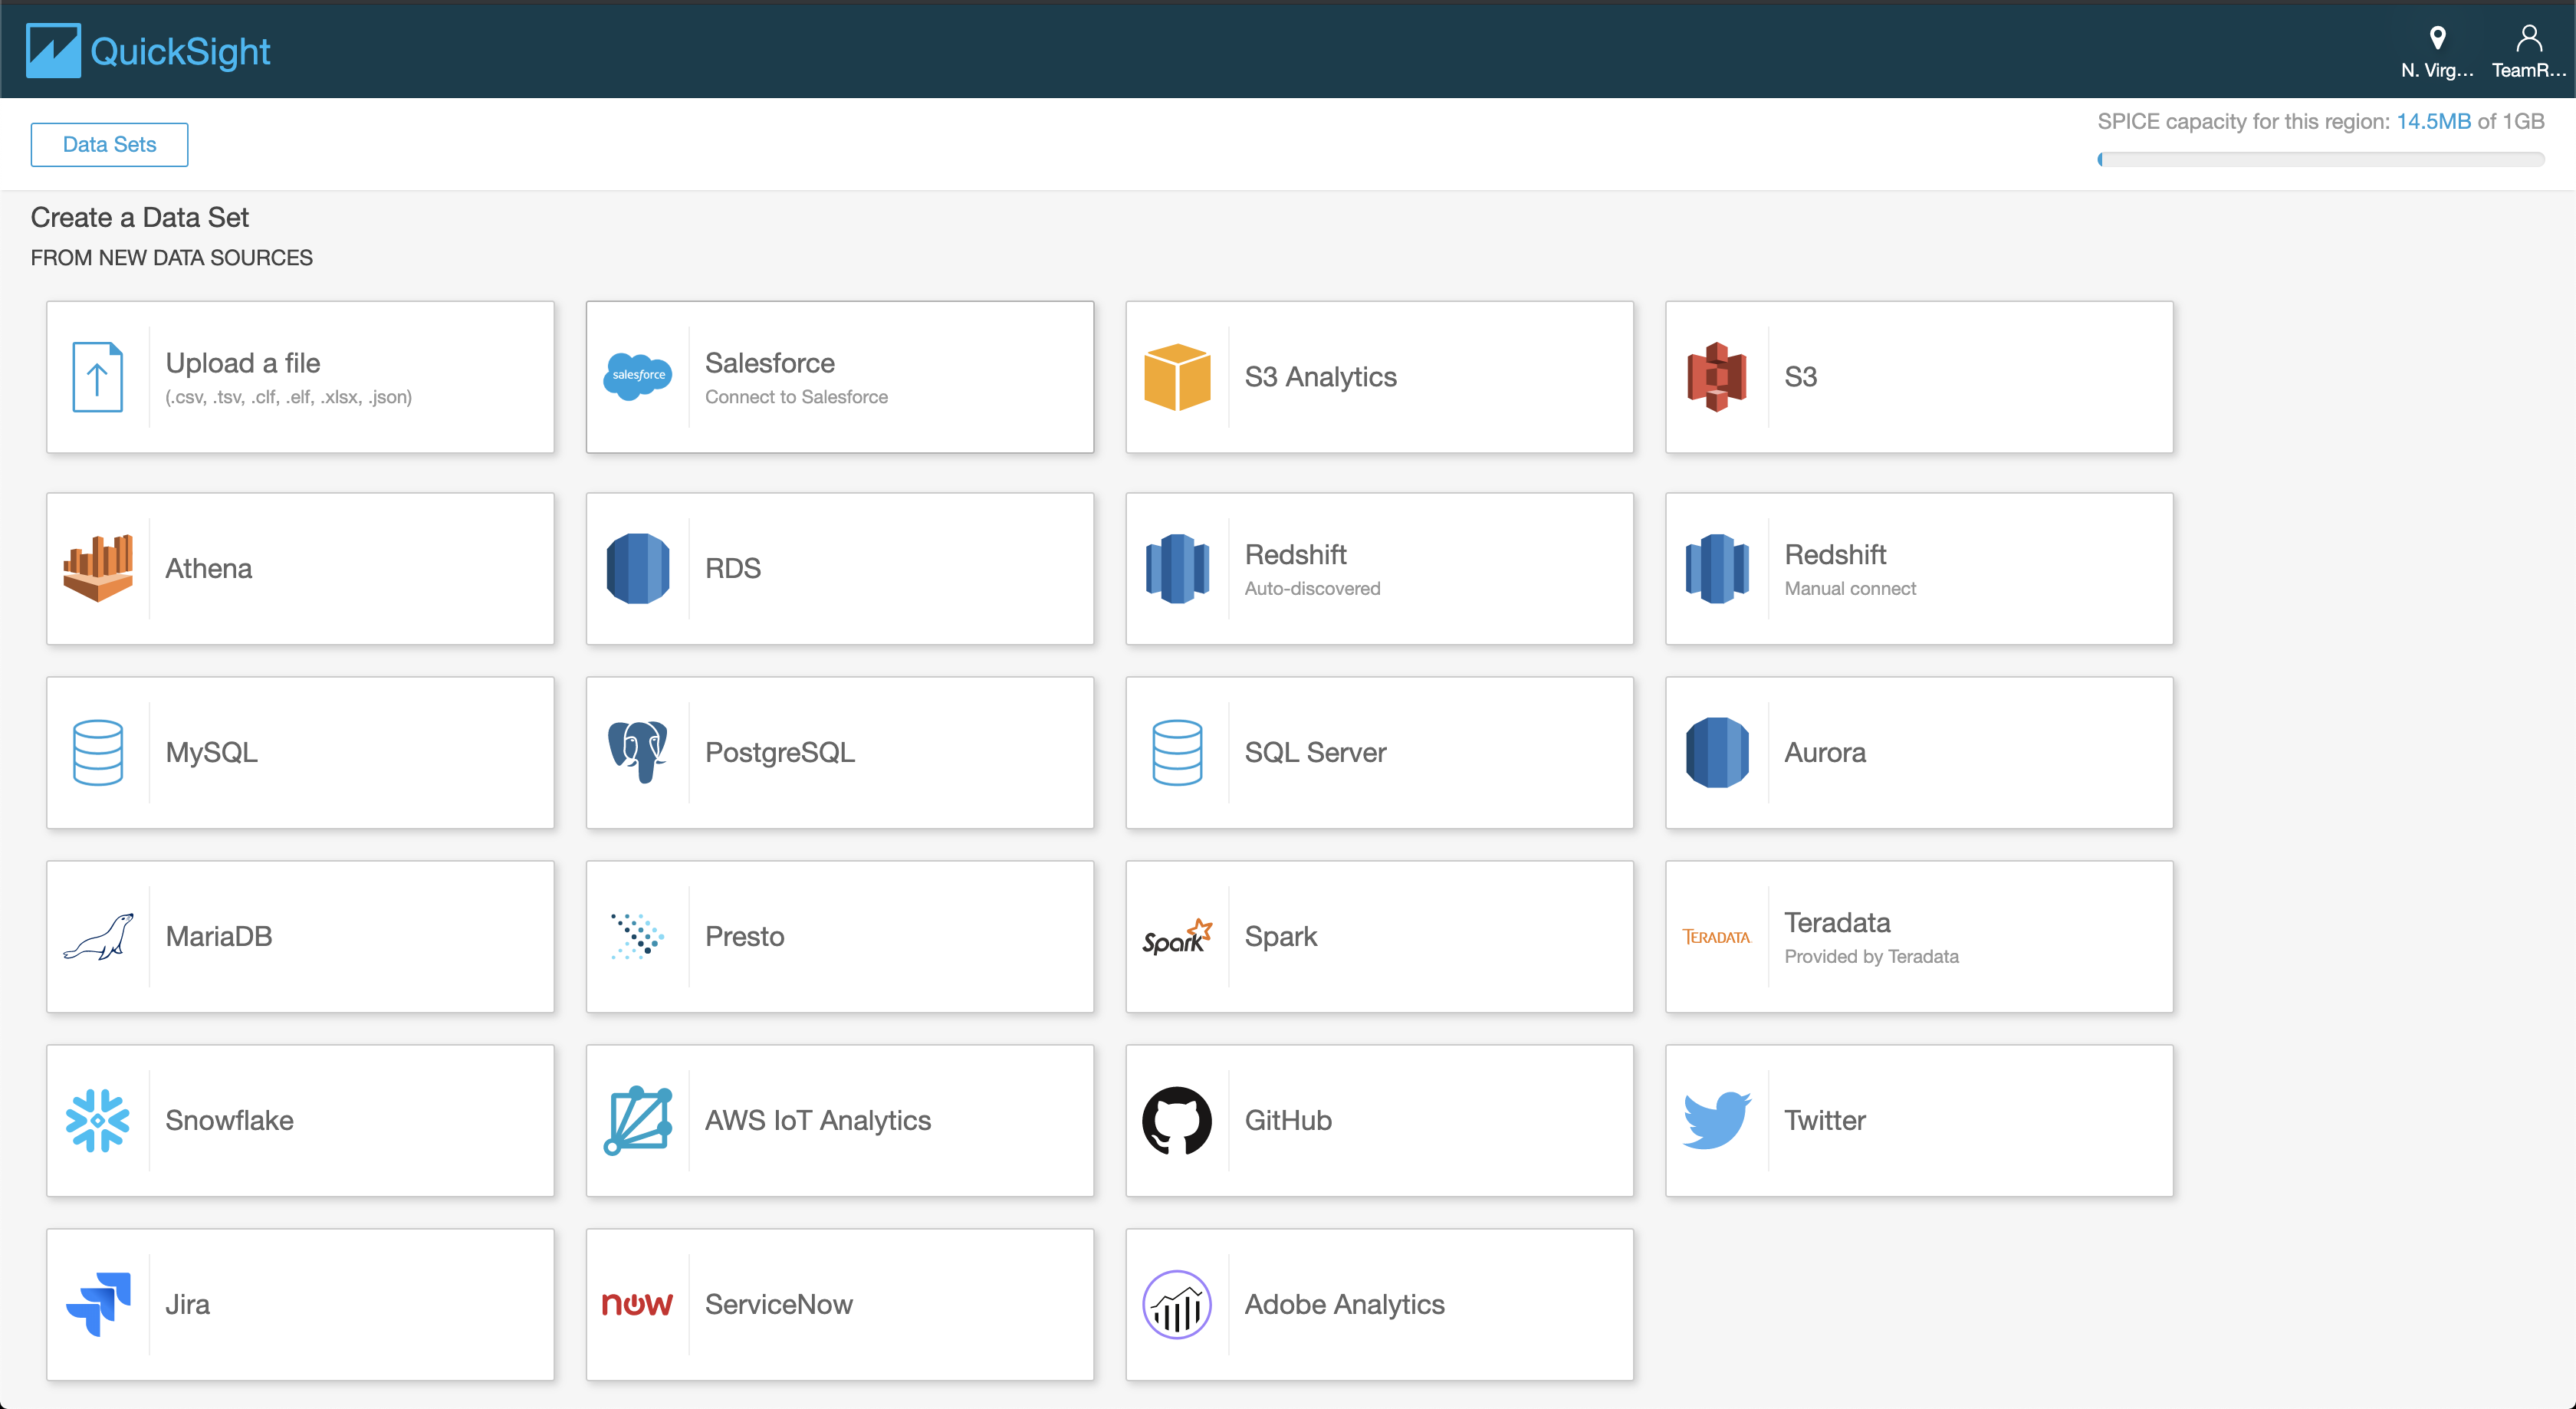 QuickSight
N. Virg...
TeamR...
Data Sets
SPICE capacity for this region: 14.5MB of 1GB
Create a Data Set
FROM NEW DATA SOURCES
Upload a file
(.csv, .tsv, .clf, .elf, .xlsx, .json)
salesforce
Salesforce
Connect to Salesforce
S3 Analytics
S3
Athena
RDS
Redshift
Auto-discovered
Redshift
Manual connect
MySQL
PostgreSQL
SQL Server
Aurora
MariaDB
Presto
Spark
Spark
TERADATA
Teradata
Provided by Teradata
Snowflake
AWS IoT Analytics
GitHub
Twitter
Jira
now
ServiceNow
Adobe Analytics